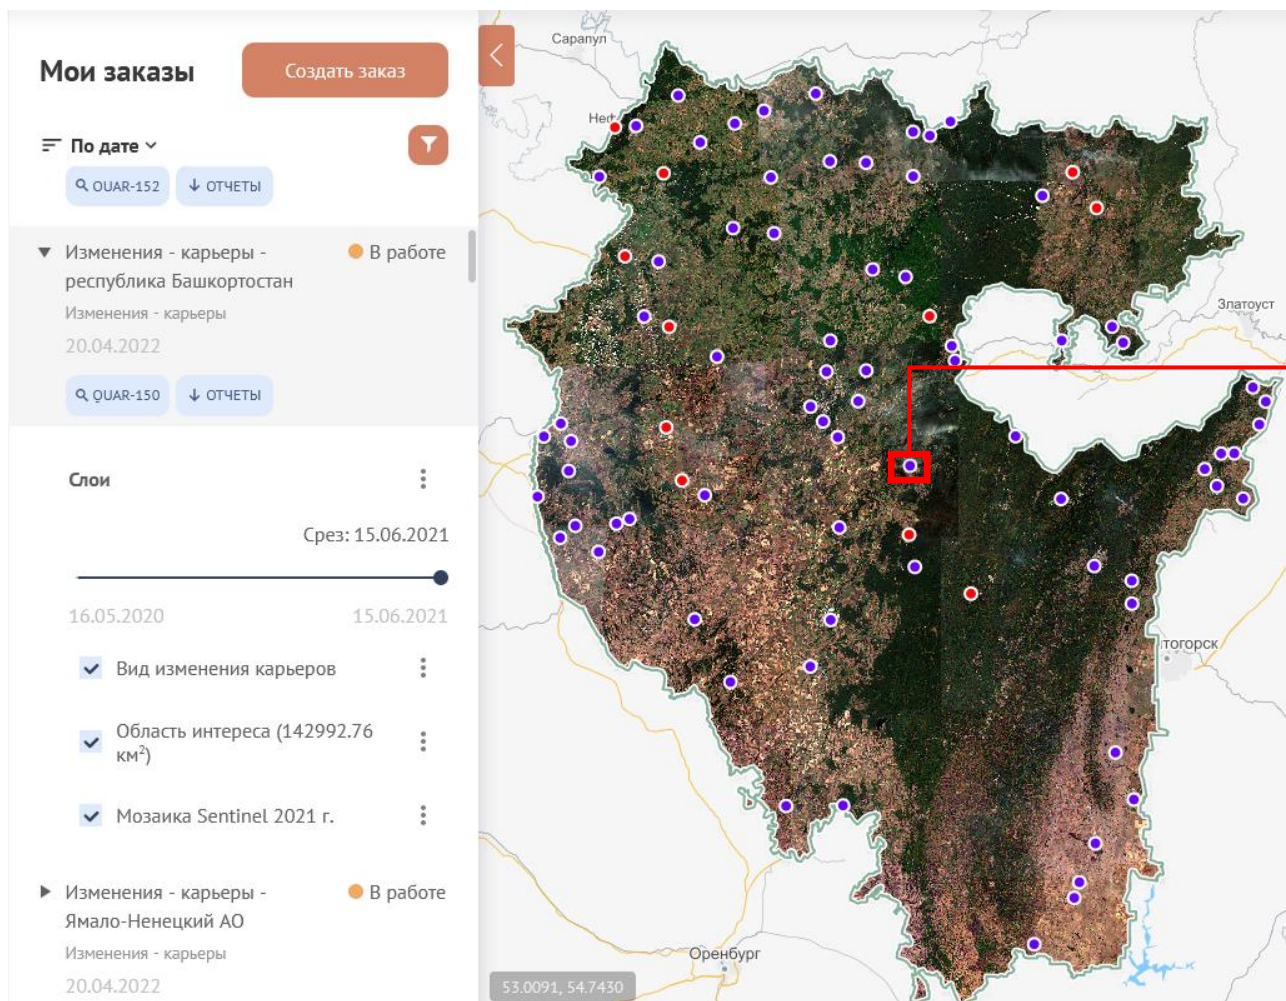 Мои заказы
Создать заказ
По дате
OUAR-152
ОТЧЕТЫ
Изменения - карьеры -
республика Башкортостан
В работе
Изменения - карьеры
20.04.2022
QUAR-150
ОТЧЕТЫ
Слои
Срез: 15.06.2021
16.05.2020
15.06.2021
Вид изменения карьеров
Область интереса (142992.76
км²)
Мозаика Sentinel 2021 г.
Изменения - карьеры -
Ямало-Ненецкий АО
В работе
Изменения - карьеры
20.04.2022
Сарапул
Неф
Златоуст
тогорск
Оренбург
53.0091, 54.7430